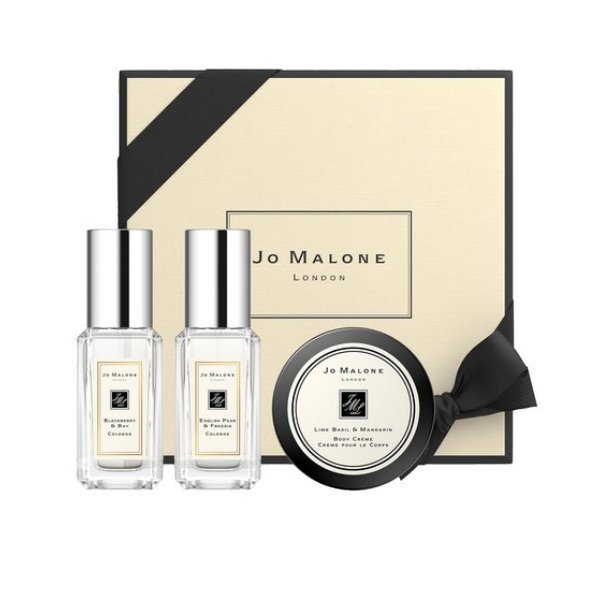 JO MALONE
LONDON
JO MALONE
LONDON
BLACKBERRY
& BAY
COLOGNE
JO MALONE
LONDON
ENGLISH PEAR
& FREESIA
COLOGNE
JO MALONE
LONDON
JM
LIME BASIL & MANDARIN
BODY CREME
CRÈME POUR LE CORPS